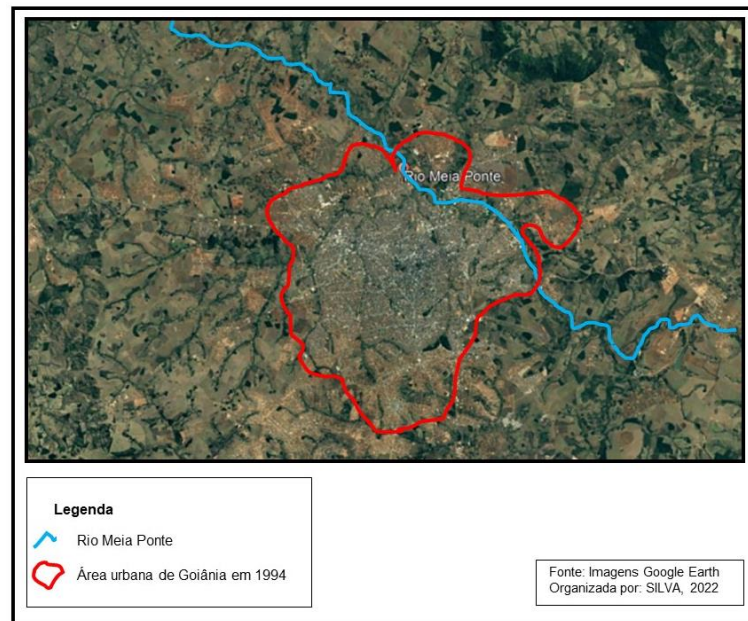 Rio Meia Ponte
Legenda
Rio Meia Ponte
Área urbana de Goiânia em 1994
Fonte: Imagens Google Earth
Organizada por: SILVA, 2022